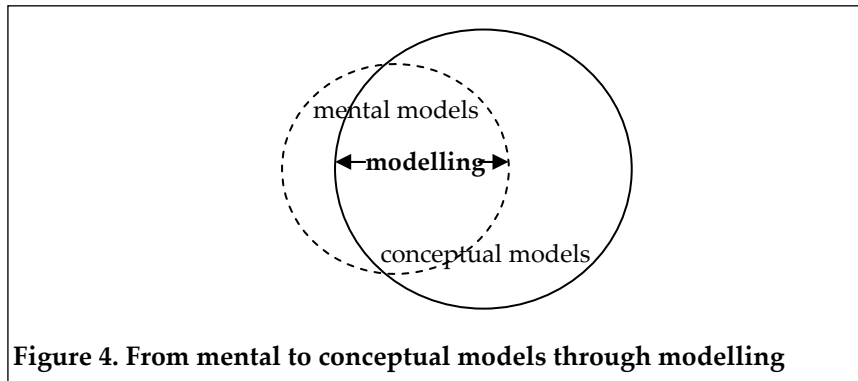 mental models
modelling
conceptual models
Figure 4. From mental to conceptual models through modelling